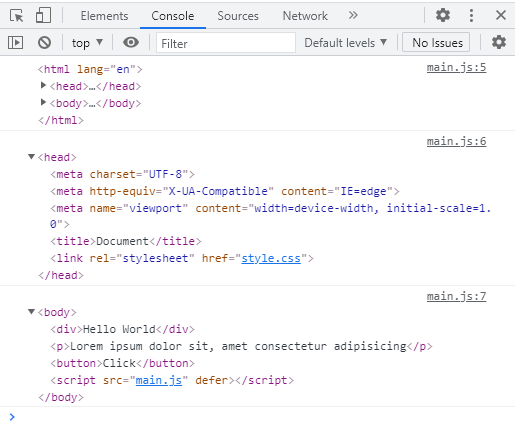 Elements Console Sources Network »
top ▼ Filter Default levels ▼ No Issues
<html lang="en"> main.js:5
▶<head>…</head>
▶<body>…</body>
</html>
main.js:6
▼<head>
<meta charset="UTF-8">
<meta http-equiv="X-UA-Compatible" content="IE=edge">
<meta name="viewport" content="width=device-width, initial-scale=1.
0">
<title>Document</title>
<link rel="stylesheet" href="style.css">
</head>
main.js:7
▼<body>
<div>Hello World</div>
<p>Lorem ipsum dolor sit, amet consectetur adipisicing</p>
<button>Click</button>
<script src="main.js" defer></script>
</body>